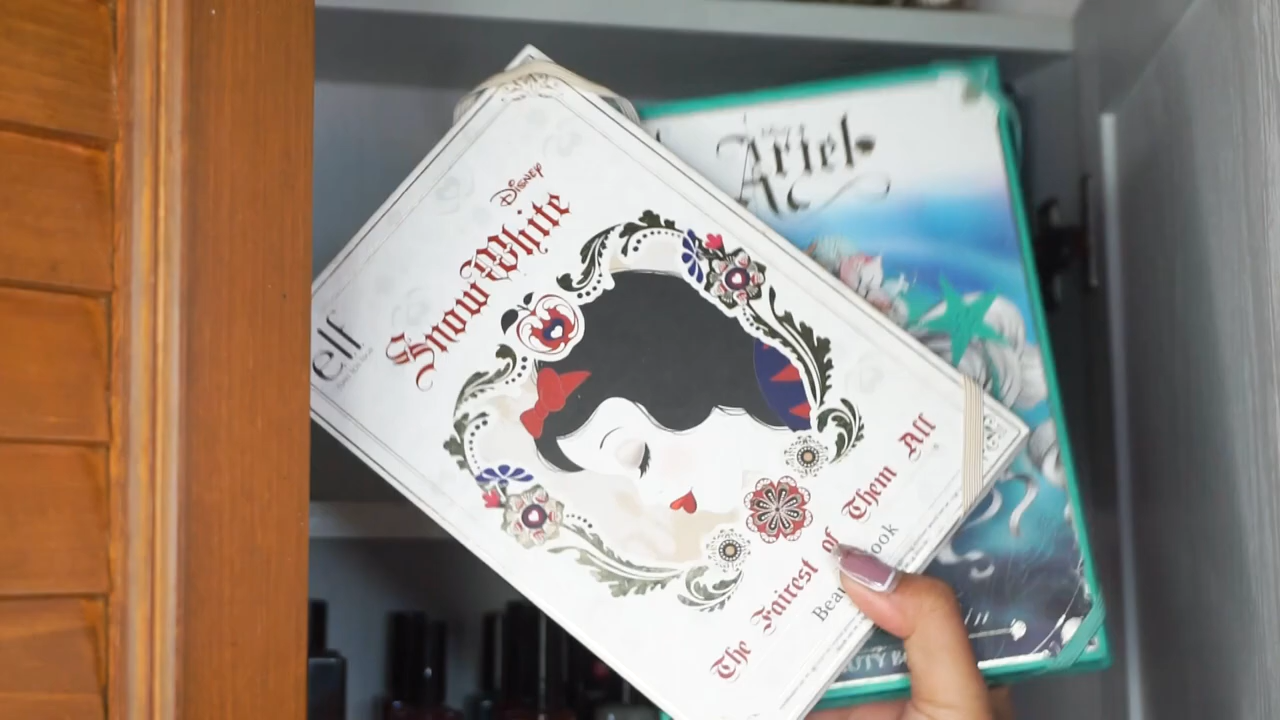 DISNEY
Snow White
elf
The Fairest of Them All
Ariel